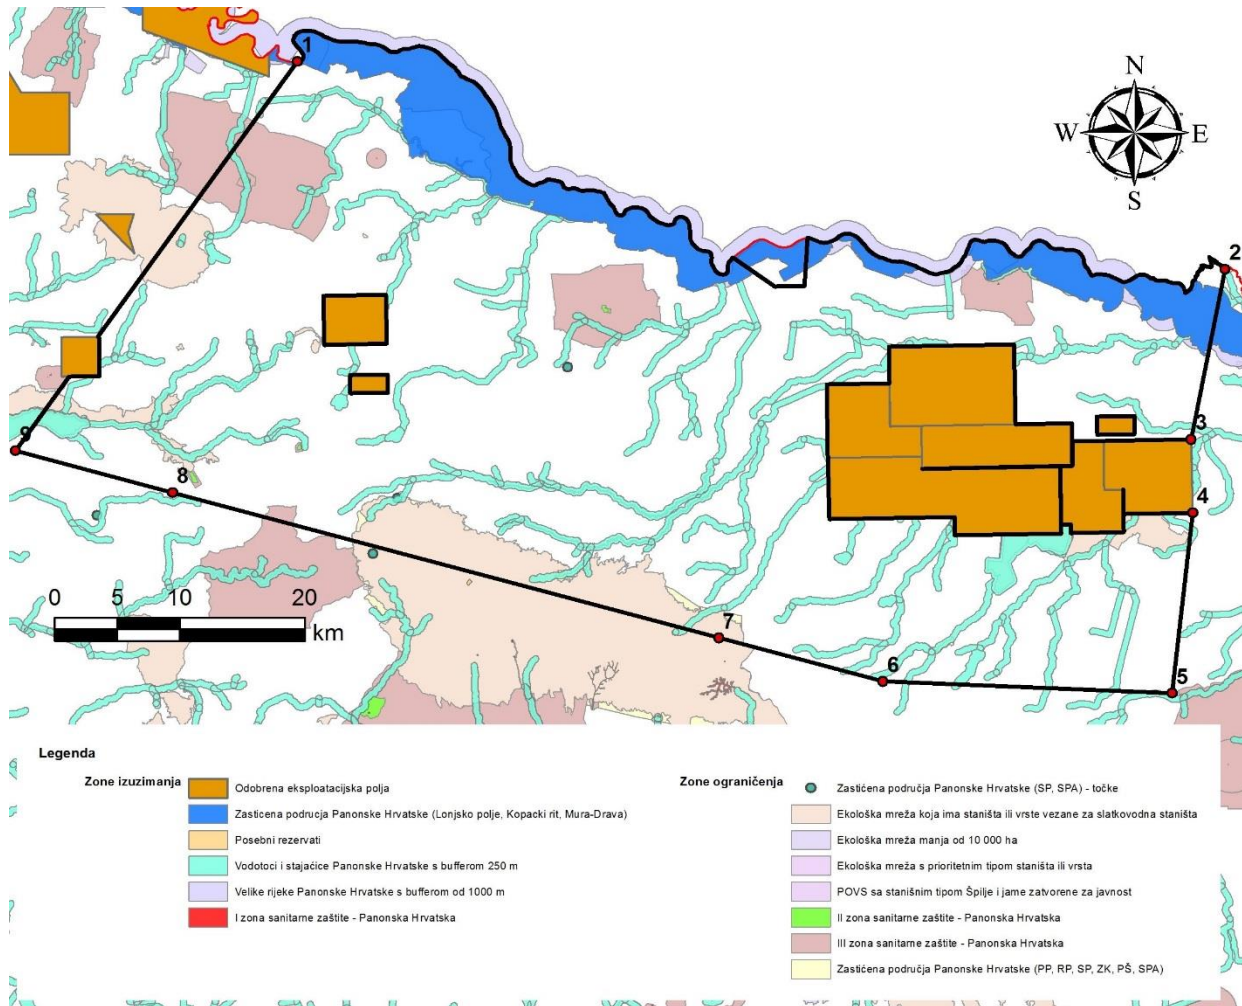 1
N
W E
S
2
3
9
8
4
0 5 10 20
km
7
6
5
Legenda
Zone izuzimanja
Odobrena eksploatacijska polja
Zasticena podrucja Panonske Hrvatske (Lonjsko polje, Kopacki rit, Mura-Drava)
Posebni rezervati
Vodotoci i stajaćice Panonske Hrvatske s bufferom 250 m
Velike rijeke Panonske Hrvatske s bufferom od 1000 m
I zona sanitarne zaštite - Panonska Hrvatska
Zone ograničenja
Zastićena područja Panonske Hrvatske (SP, SPA) - točke
Ekološka mreža koja ima staništa ili vrste vezane za slatkovodna staništa
Ekološka mreža manja od 10 000 ha
Ekološka mreža s prioritetnim tipom staništa ili vrsta
POVS sa stanišnim tipom Špilje i jame zatvorene za javnost
II zona sanitarne zaštite - Panonska Hrvatska
III zona sanitarne zaštite - Panonska Hrvatska
Zastićena područja Panonske Hrvatske (PP, RP, SP, ZK, PŠ, SPA)